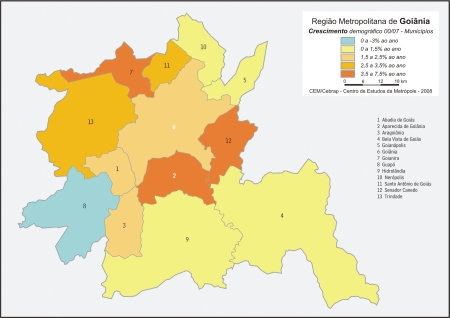 Região Metropolitana de Goiânia
Crescimento demográfico 00/07 - Municípios
0 a -3% ao ano
0 a 1,5% ao ano
1,5 a 2,5% ao ano
2,5 a 3,5% ao ano
3,5 a 7,5% ao ano
0 6 12 18 km
CEM/Cebrap - Centro de Estudos da Metrópole - 2008
10
11
7
5
13
6
12
1
2
8
3
4
9
1 Abadia de Goiás
2 Aparecida de Goiânia
3 Aragoiânia
4 Bela Vista de Goiás
5 Goianápolis
6 Goiânia
7 Goianira
8 Guapó
9 Hidrolândia
10 Nerópolis
11 Santo Antônio de Goiás
12 Senador Canedo
13 Trindade